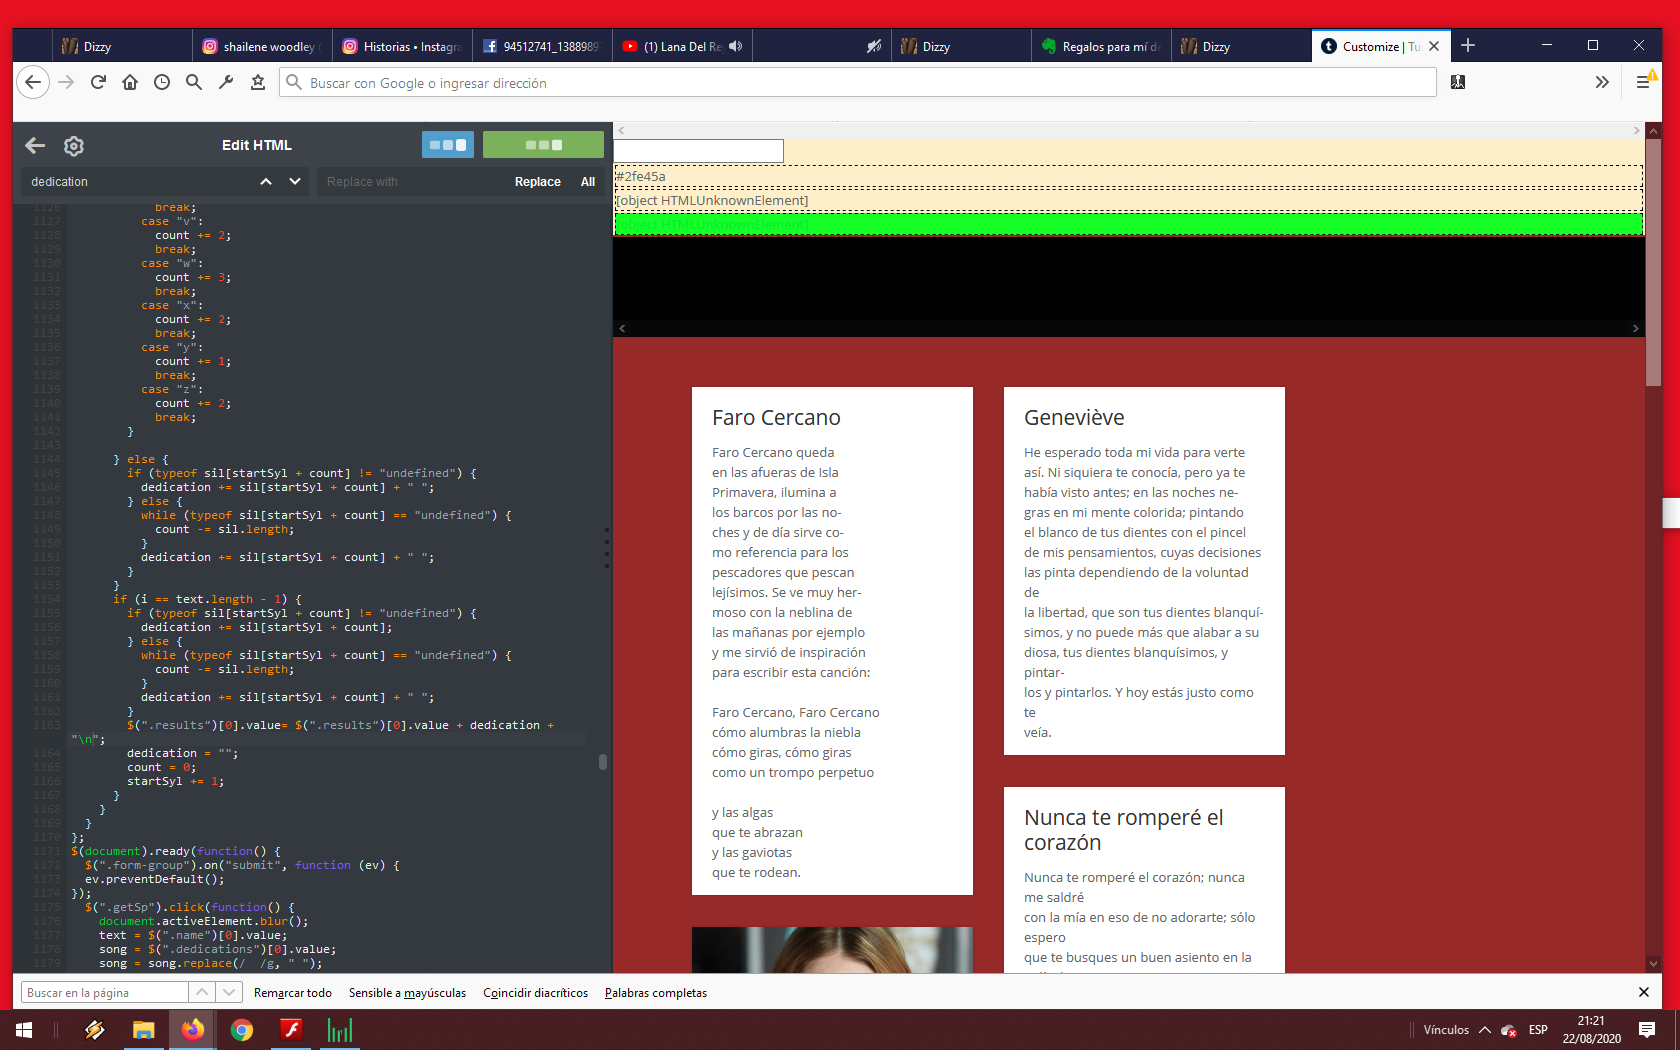 Dizzy
shailene woodley (
Historias • Instagra
94512741_1388989
(1) Lana Del Re
Dizzy
Regalos para mí d
Dizzy
Customize | Tu
Buscar con Google o ingresar dirección
Edit HTML
dedication
Replace with
Replace
All
1126 break;
1127 case "v":
1128 count += 2;
1129 break;
1130 case "w":
1131 count += 3;
1132 break;
1133 case "x":
1134 count += 2;
1135 break;
1136 case "y":
1137 count += 1;
1138 break;
1139 case "z":
1140 count += 2;
1141 break;
1142 }
1143
1144 } else {
1145 if (typeof sil[startSyl + count] != "undefined") {
1146 dedication += sil[startSyl + count] + " ";
1147 } else {
1148 while (typeof sil[startSyl + count] == "undefined") {
1149 count -= sil.length;
1150 }
1151 dedication += sil[startSyl + count] + " ";
1152 }
1153 }
1154 if (i == text.length - 1) {
1155 if (typeof sil[startSyl + count] != "undefined") {
1156 dedication += sil[startSyl + count];
1157 } else {
1158 while (typeof sil[startSyl + count] == "undefined") {
1159 count -= sil.length;
1160 }
1161 dedication += sil[startSyl + count] + " ";
1162 }
1163 $(".results")[0].value= $(".results")[0].value + dedication +
"\n";
1164 dedication = "";
1165 count = 0;
1166 startSyl += 1;
1167 }
1168 }
1169 }
1170 };
1171 $(document).ready(function() {
1172 $(".form-group").on("submit", function (ev) {
1173 ev.preventDefault();
1174 });
1175 $(".getSp").click(function() {
1176 document.activeElement.blur();
1177 text = $(".name")[0].value;
1178 song = $(".dedications")[0].value;
1179 song = song.replace(/  /g, " ");
#2fe45a
[object HTMLUnknownElement]
[object HTMLUnknownElement]
Faro Cercano
Faro Cercano queda
en las afueras de Isla
Primavera, ilumina a
los barcos por las no-
ches y de día sirve co-
mo referencia para los
pescadores que pescan
lejísimos. Se ve muy her-
moso con la neblina de
las mañanas por ejemplo
y me sirvió de inspiración
para escribir esta canción:
Faro Cercano, Faro Cercano
cómo alumbras la niebla
cómo giras, cómo giras
como un trompo perpetuo
y las algas
que te abrazan
y las gaviotas
que te rodean.
Geneviève
He esperado toda mi vida para verte
así. Ni siquiera te conocía, pero ya te
había visto antes; en las noches ne-
gras en mi mente colorida; pintando
el blanco de tus dientes con el pincel
de mis pensamientos, cuyas decisiones
las pinta dependiendo de la voluntad
de
la libertad, que son tus dientes blanquí-
simos, y no puede más que alabar a su
diosa, tus dientes blanquísimos, y
pintar-
los y pintarlos. Y hoy estás justo como
te
veía.
Nunca te romperé el
corazón
Nunca te romperé el corazón; nunca
me saldré
con la mía en eso de no adorarte; sólo
espero
que te busques un buen asiento en la
Buscar en la página
Remarcar todo
Sensible a mayúsculas
Coincidir diacríticos
Palabras completas
Vínculos
ESP
21:21
22/08/2020